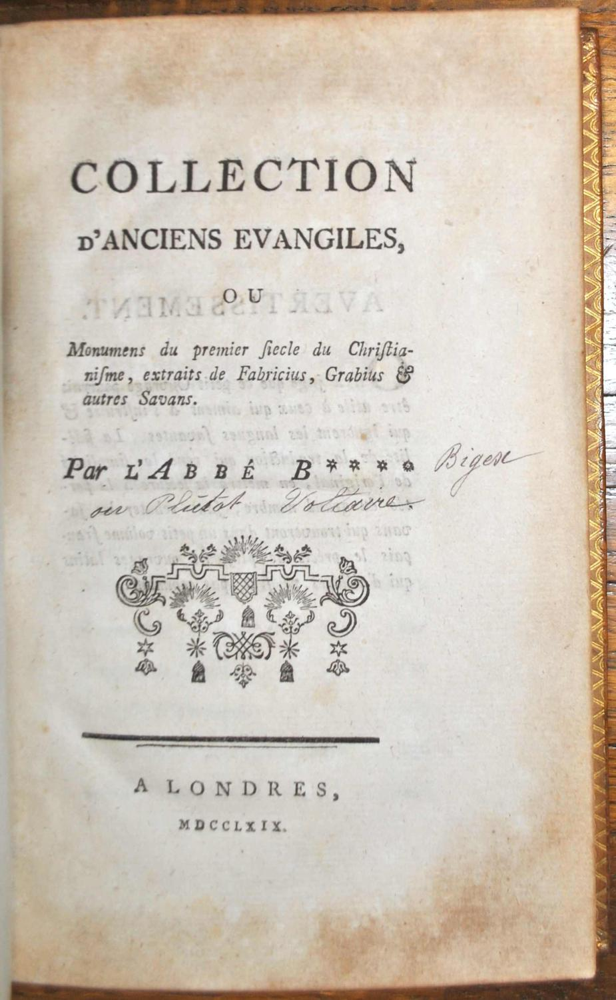 COLLECTION
D'ANCIENS EVANGILES,
OU
Monumens du premier ſiecle du Chriſtia-
niſme, extraits de Fabricius, Grabius &
autres Savans.
Par L'ABBÉ B**** Bigex
ou Plûtot Voltaire.
A LONDRES,
MDCCLXIX.